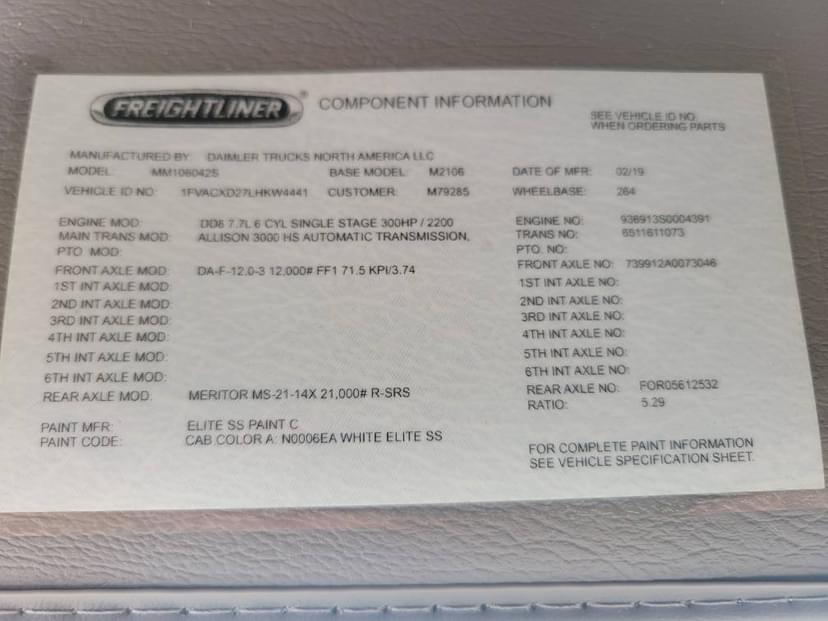 FREIGHTLINER® COMPONENT INFORMATION
SEE VEHICLE ID NO
WHEN ORDERING PARTS
MANUFACTURED BY: DAIMLER TRUCKS NORTH AMERICA LLC
MODEL: MM106042S BASE MODEL: M2106 DATE OF MFR: 02/19
VEHICLE ID NO: 1FVACXD27LHKW4441 CUSTOMER: M79285 WHEELBASE: 264
ENGINE MOD: DD8 7.7L 6 CYL SINGLE STAGE 300HP / 2200 ENGINE NO: 936913S0004391
MAIN TRANS MOD: ALLISON 3000 HS AUTOMATIC TRANSMISSION, TRANS NO: 6511611073
PTO MOD: PTO. NO:
FRONT AXLE MOD: DA-F-12.0-3 12,000# FF1 71.5 KPI/3.74 FRONT AXLE NO: 739912A0073046
1ST INT AXLE MOD: 1ST INT AXLE NO:
2ND INT AXLE MOD: 2ND INT AXLE NO:
3RD INT AXLE MOD: 3RD INT AXLE NO:
4TH INT AXLE MOD: 4TH INT AXLE NO:
5TH INT AXLE MOD: 5TH INT AXLE NO:
6TH INT AXLE MOD: 6TH INT AXLE NO:
REAR AXLE MOD: MERITOR MS-21-14X 21,000# R-SRS REAR AXLE NO: FOR05612532
RATIO: 5.29
PAINT MFR: ELITE SS PAINT C
PAINT CODE: CAB COLOR A: N0006EA WHITE ELITE SS
FOR COMPLETE PAINT INFORMATION
SEE VEHICLE SPECIFICATION SHEET.